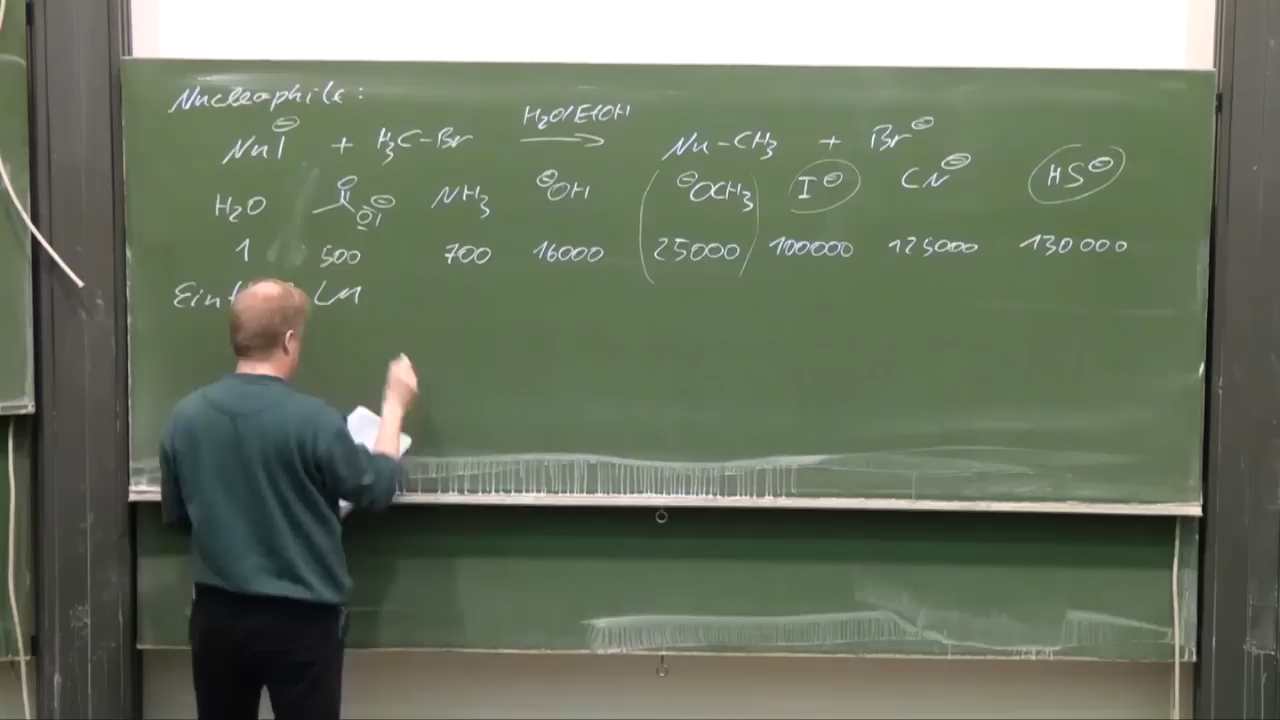 Nucleophile:
Nu|⊖ + H₃C-Br H₂O/EtOH → Nu-CH₃ + Br⊖
H₂O O O|⊖ NH₃ ⊖OH (⊖OCH₃) I⊖ CN⊖ HS⊖
1 500 700 16000 25000 100000 125000 130000
LM